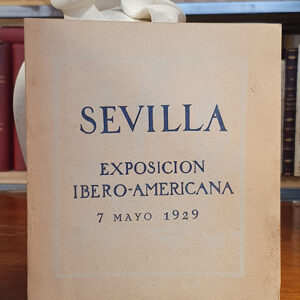 SEVILLA
EXPOSICION
IBERO-AMERICANA
7 MAYO 1929